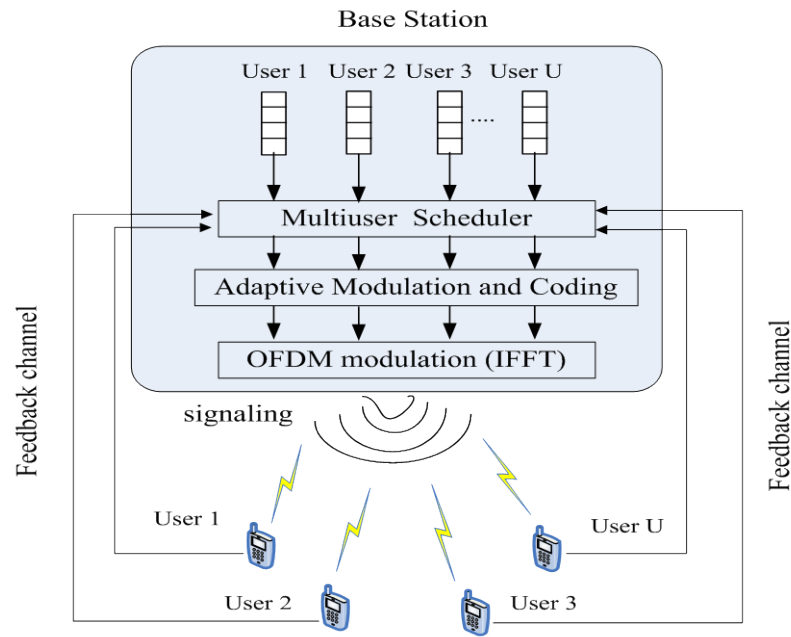 Base Station
User 1 User 2 User 3 User U
....
Multiuser Scheduler
Adaptive Modulation and Coding
OFDM modulation (IFFT)
signaling
Feedback channel
Feedback channel
User 1
User U
User 2
User 3